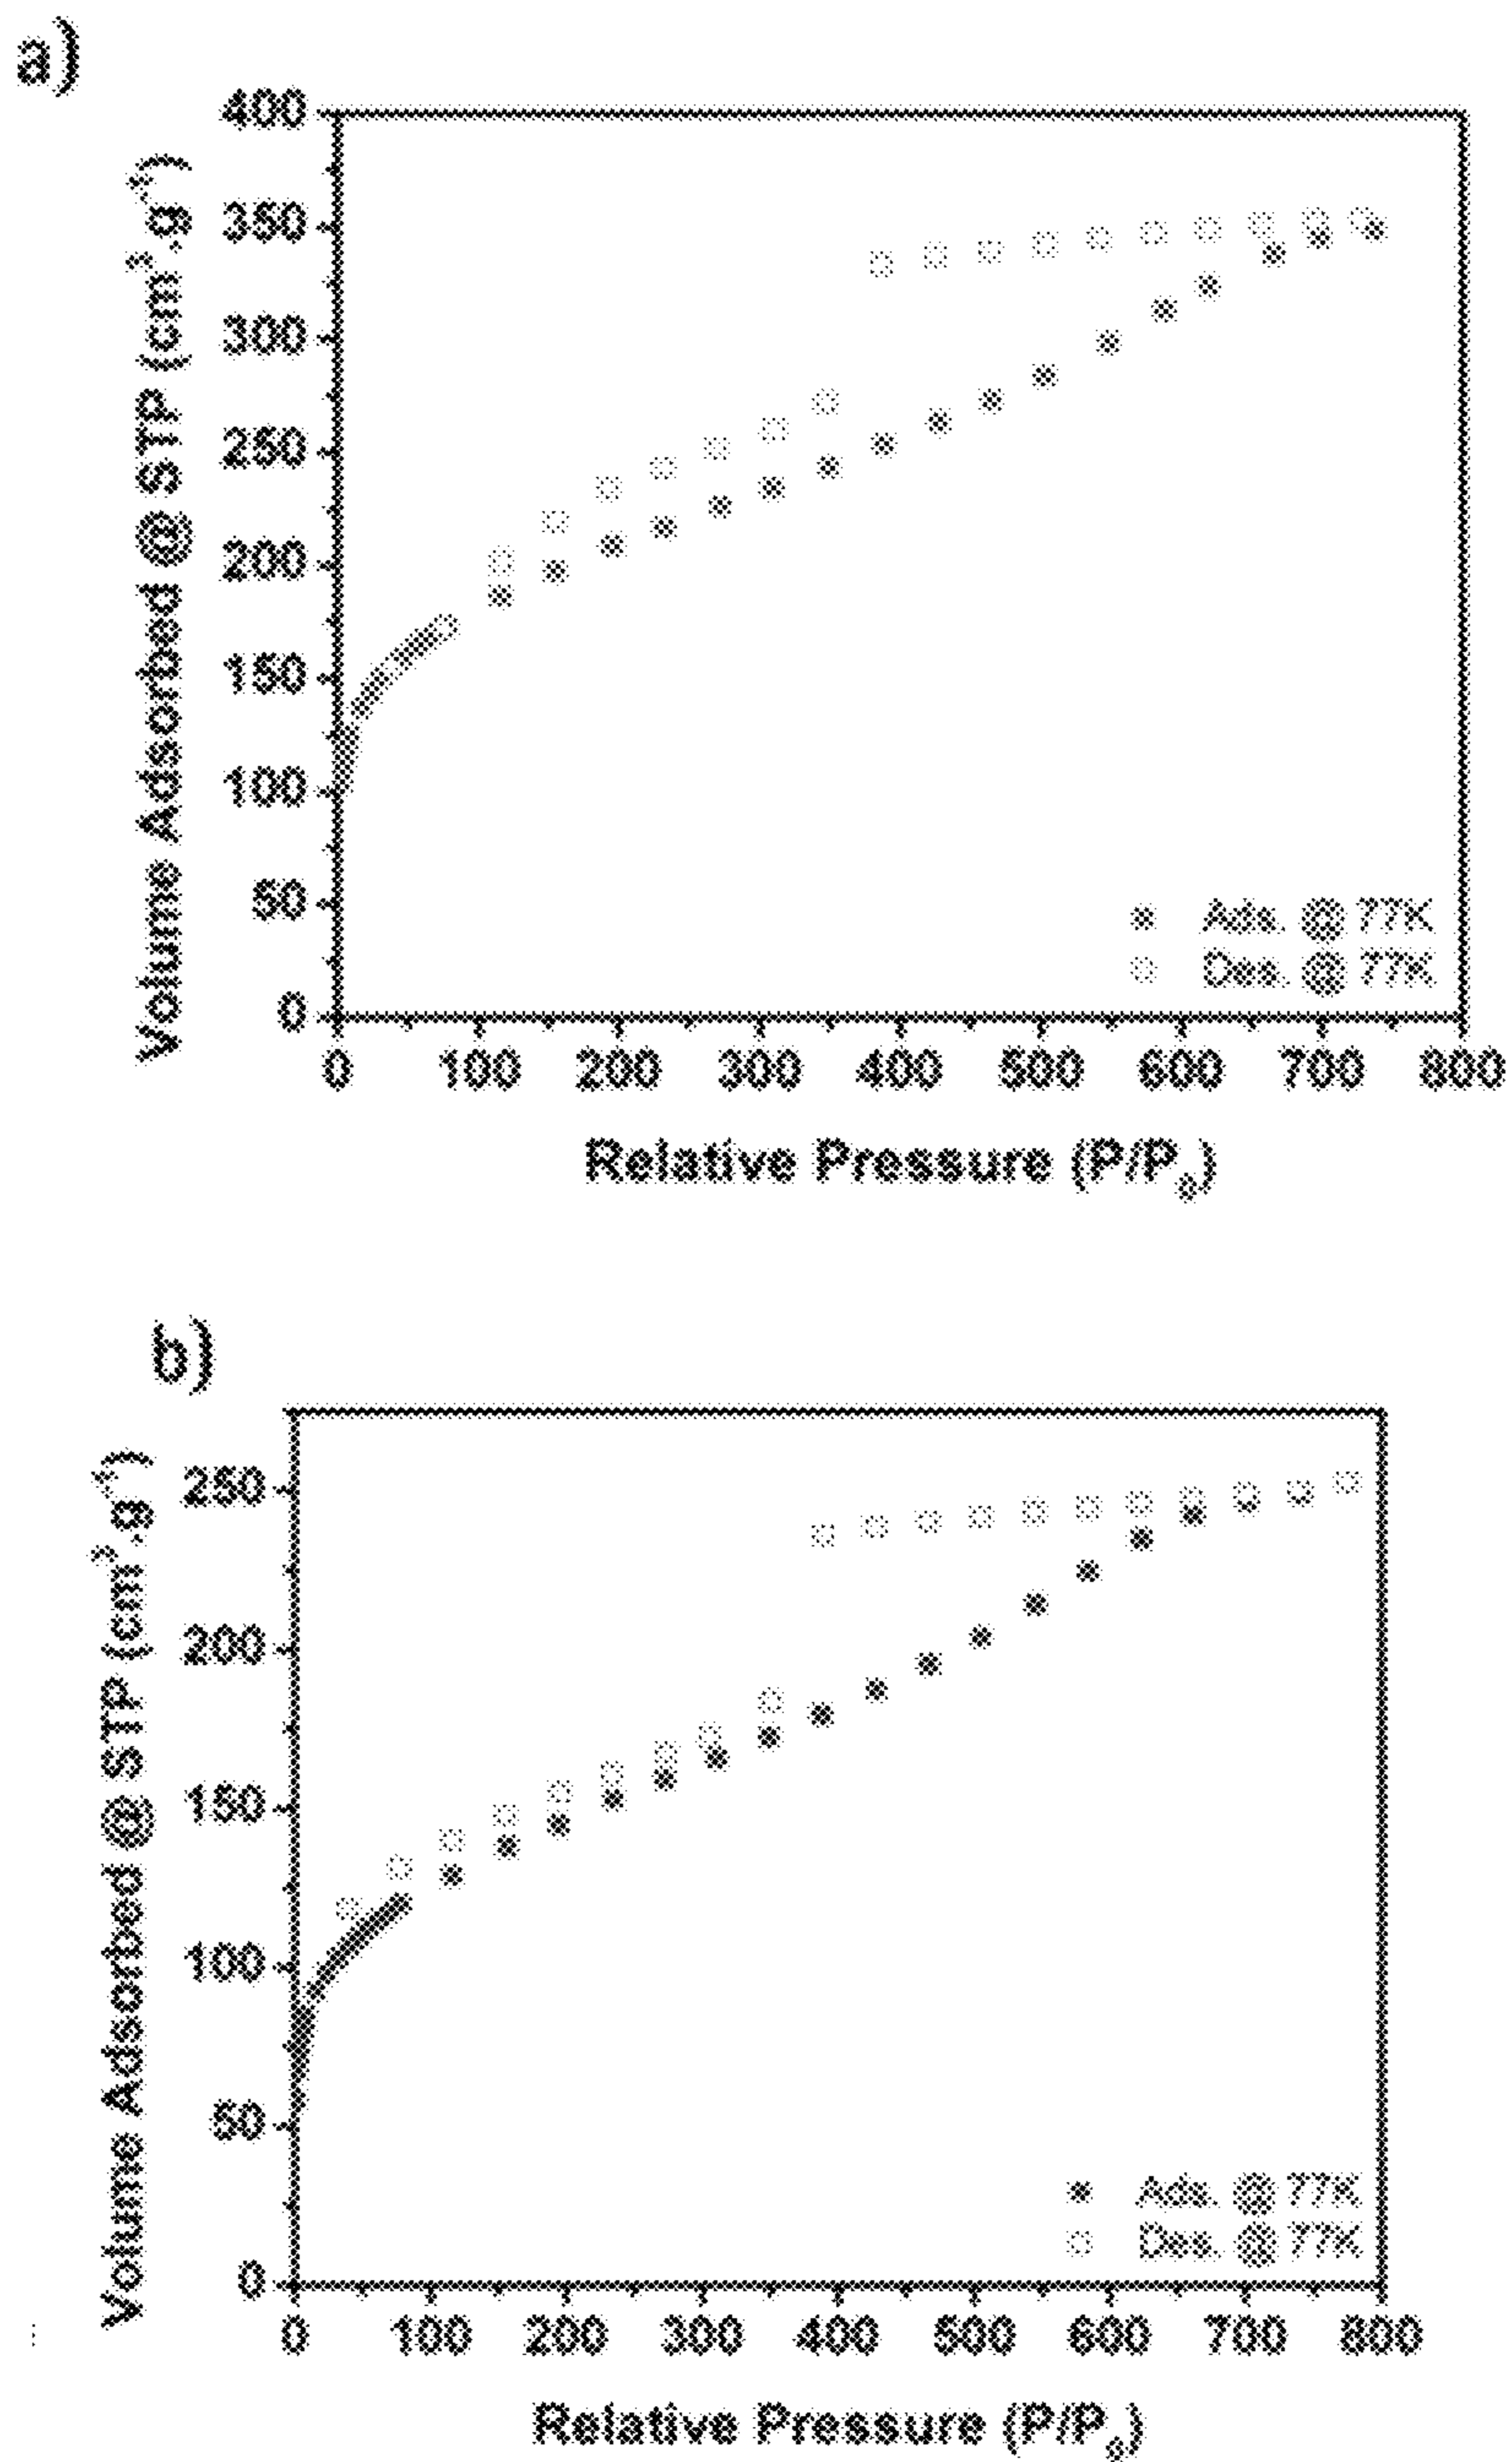 a)
Volume Adsorbed @ STP (cm³.g⁻¹)
400
350
300
250
200
150
100
50
0
Ads. @ 77K
Des. @ 77K
0 100 200 300 400 500 600 700 800
Relative Pressure (P/P₀)
b)
Volume Adsorbed @ STP (cm³.g⁻¹)
250
200
150
100
50
0
Ads. @ 77K
Des. @ 77K
0 100 200 300 400 500 600 700 800
Relative Pressure (P/P₀)